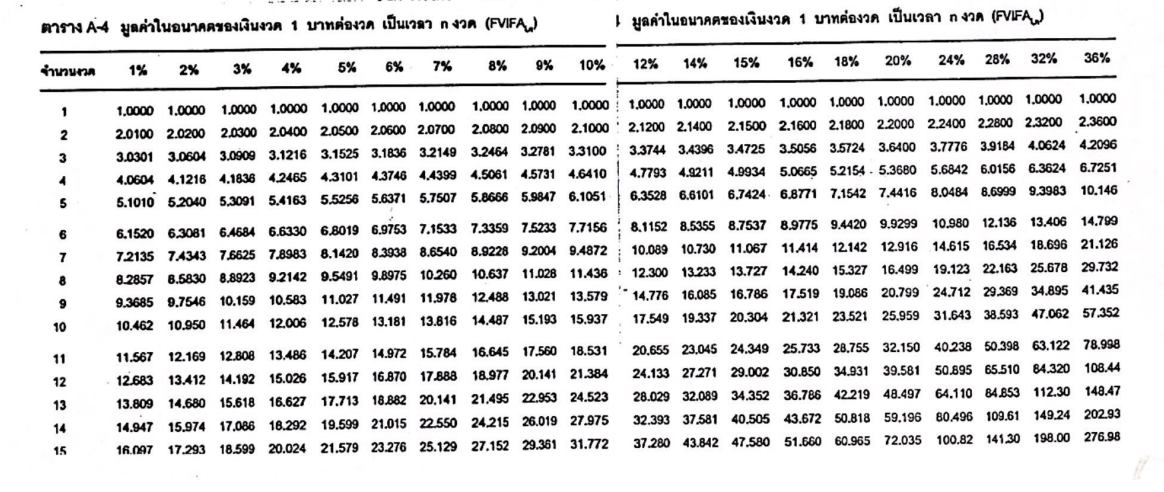 ตาราง A-4 มูลค่าในอนาคตของเงินงวด 1 บาทต่องวด เป็นเวลา n งวด (FVIFAi,n) มูลค่าในอนาคตของเงินงวด 1 บาทต่องวด เป็นเวลา n งวด (FVIFAi,n)
จำนวนงวด 1% 2% 3% 4% 5% 6% 7% 8% 9% 10% 12% 14% 15% 16% 18% 20% 24% 28% 32% 36%
1 1.0000 1.0000 1.0000 1.0000 1.0000 1.0000 1.0000 1.0000 1.0000 1.0000 1.0000 1.0000 1.0000 1.0000 1.0000 1.0000 1.0000 1.0000 1.0000 1.0000
2 2.0100 2.0200 2.0300 2.0400 2.0500 2.0600 2.0700 2.0800 2.0900 2.1000 2.1200 2.1400 2.1500 2.1600 2.1800 2.2000 2.2400 2.2800 2.3200 2.3600
3 3.0301 3.0604 3.0909 3.1216 3.1525 3.1836 3.2149 3.2464 3.2781 3.3100 3.3744 3.4396 3.4725 3.5056 3.5724 3.6400 3.7776 3.9184 4.0624 4.2096
4 4.0604 4.1216 4.1836 4.2465 4.3101 4.3746 4.4399 4.5061 4.5731 4.6410 4.7793 4.9211 4.9934 5.0665 5.2154 5.3680 5.6842 6.0156 6.3624 6.7251
5 5.1010 5.2040 5.3091 5.4163 5.5256 5.6371 5.7507 5.8666 5.9847 6.1051 6.3528 6.6101 6.7424 6.8771 7.1542 7.4416 8.0484 8.6999 9.3983 10.146
6 6.1520 6.3081 6.4684 6.6330 6.8019 6.9753 7.1533 7.3359 7.5233 7.7156 8.1152 8.5355 8.7537 8.9775 9.4420 9.9299 10.980 12.136 13.406 14.799
7 7.2135 7.4343 7.6625 7.8983 8.1420 8.3938 8.6540 8.9228 9.2004 9.4872 10.089 10.730 11.067 11.414 12.142 12.916 14.615 16.534 18.696 21.126
8 8.2857 8.5830 8.8923 9.2142 9.5491 9.8975 10.260 10.637 11.028 11.436 12.300 13.233 13.727 14.240 15.327 16.499 19.123 22.163 25.678 29.732
9 9.3685 9.7546 10.159 10.583 11.027 11.491 11.978 12.488 13.021 13.579 14.776 16.085 16.786 17.519 19.086 20.799 24.712 29.369 34.895 41.435
10 10.462 10.950 11.464 12.006 12.578 13.181 13.816 14.487 15.193 15.937 17.549 19.337 20.304 21.321 23.521 25.959 31.643 38.593 47.062 57.352
11 11.567 12.169 12.808 13.486 14.207 14.972 15.784 16.645 17.560 18.531 20.655 23.045 24.349 25.733 28.755 32.150 40.238 50.398 63.122 78.998
12 12.683 13.412 14.192 15.026 15.917 16.870 17.888 18.977 20.141 21.384 24.133 27.271 29.002 30.850 34.931 39.581 50.895 65.510 84.320 108.44
13 13.809 14.680 15.618 16.627 17.713 18.882 20.141 21.495 22.953 24.523 28.029 32.089 34.352 36.786 42.219 48.497 64.110 84.853 112.30 148.47
14 14.947 15.974 17.086 18.292 19.599 21.015 22.550 24.215 26.019 27.975 32.393 37.581 40.505 43.672 50.818 59.196 80.496 109.61 149.24 202.93
15 16.097 17.293 18.599 20.024 21.579 23.276 25.129 27.152 29.361 31.772 37.280 43.842 47.580 51.660 60.965 72.035 100.82 141.30 198.00 276.98